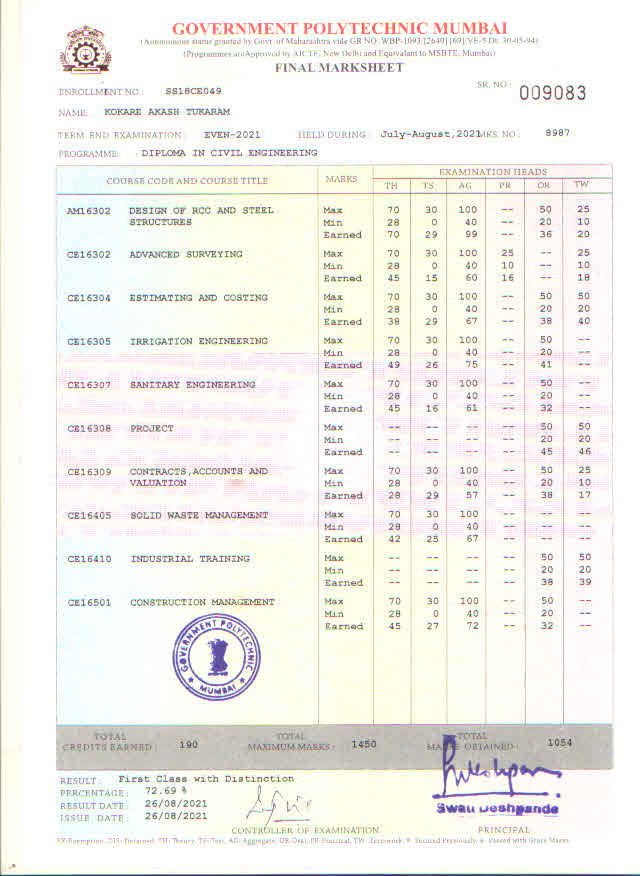 GOVERNMENT POLYTECHNIC MUMBAI
(Autonomous status granted by Govt. of Maharashtra vide GR NO. WBP-1093/[2640]/[69]/VE-5 Dt. 30-05-94)
(Programmes are Approved by AICTE, New Delhi and Equivalent to MSBTE, Mumbai)
FINAL MARKSHEET
SR. NO: 009083
ENROLLMENT NO: SS18CE049
NAME: KOKARE AKASH TUKARAM
TERM END EXAMINATION: EVEN-2021 HELD DURING: July-August,2021 MKS. NO: 8987
PROGRAMME: DIPLOMA IN CIVIL ENGINEERING
COURSE CODE AND COURSE TITLE MARKS EXAMINATION HEADS
TH TS AG PR OR TW
AM16302 DESIGN OF RCC AND STEEL Max 70 30 100 -- 50 25
STRUCTURES Min 28 0 40 -- 20 10
Earned 70 29 99 -- 36 20
CE16302 ADVANCED SURVEYING Max 70 30 100 25 -- 25
Min 28 0 40 10 -- 10
Earned 45 15 60 16 -- 18
CE16304 ESTIMATING AND COSTING Max 70 30 100 -- 50 50
Min 28 0 40 -- 20 20
Earned 38 29 67 -- 38 40
CE16305 IRRIGATION ENGINEERING Max 70 30 100 -- 50 --
Min 28 0 40 -- 20 --
Earned 49 26 75 -- 41 --
CE16307 SANITARY ENGINEERING Max 70 30 100 -- 50 --
Min 28 0 40 -- 20 --
Earned 45 16 61 -- 32 --
CE16308 PROJECT Max -- -- -- -- 50 50
Min -- -- -- -- 20 20
Earned -- -- -- -- 45 46
CE16309 CONTRACTS,ACCOUNTS AND Max 70 30 100 -- 50 25
VALUATION Min 28 0 40 -- 20 10
Earned 28 29 57 -- 38 17
CE16405 SOLID WASTE MANAGEMENT Max 70 30 100 -- -- --
Min 28 0 40 -- -- --
Earned 42 25 67 -- -- --
CE16410 INDUSTRIAL TRAINING Max -- -- -- -- 50 50
Min -- -- -- -- 20 20
Earned -- -- -- -- 38 39
CE16501 CONSTRUCTION MANAGEMENT Max 70 30 100 -- 50 --
Min 28 0 40 -- 20 --
Earned 45 27 72 -- 32 --
GOVERNMENT POLYTECHNIC
MUMBAI
TOTAL CREDITS EARNED: 190 TOTAL MAXIMUM MARKS: 1450 TOTAL MARKS OBTAINED: 1054
RESULT: First Class with Distinction
PERCENTAGE: 72.69 %
RESULT DATE: 26/08/2021
ISSUE DATE: 26/08/2021
Swati Deshpande
CONTROLLER OF EXAMINATION PRINCIPAL
TH: Theory, TS: Test, AG: Aggregate, OR: Oral, PR: Practical, TW: Termwork